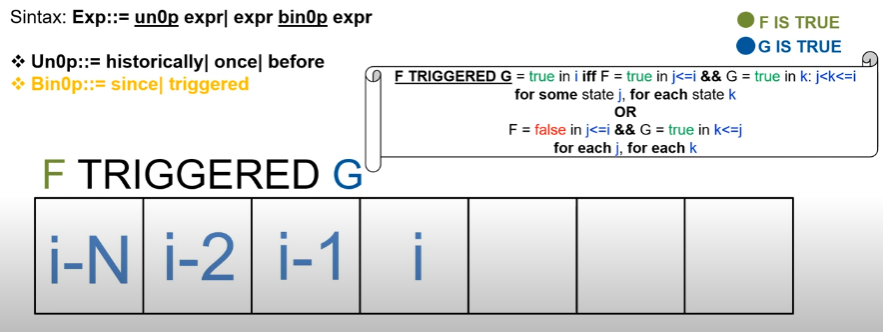 Sintax: Exp::= un0p expr| expr bin0p expr
F IS TRUE
G IS TRUE
❖ Un0p::= historically| once| before
❖ Bin0p::= since| triggered
F TRIGGERED G = true in i iff F = true in j<=i && G = true in k: j<k<=i
for some state j, for each state k
OR
F = false in j<=i && G = true in k<=j
for each j, for each k
F TRIGGERED G
i-N i-2 i-1 i